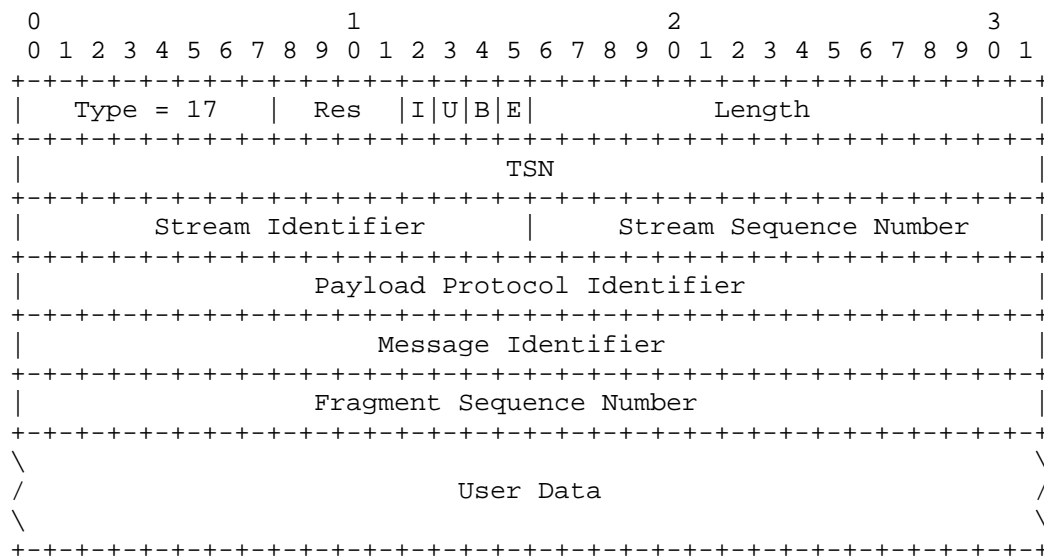 0                   1                   2                   3
 0 1 2 3 4 5 6 7 8 9 0 1 2 3 4 5 6 7 8 9 0 1 2 3 4 5 6 7 8 9 0 1
+-+-+-+-+-+-+-+-+-+-+-+-+-+-+-+-+-+-+-+-+-+-+-+-+-+-+-+-+-+-+-+-+
|   Type = 17   |  Res  |I|U|B|E|           Length              |
+-+-+-+-+-+-+-+-+-+-+-+-+-+-+-+-+-+-+-+-+-+-+-+-+-+-+-+-+-+-+-+-+
|                              TSN                              |
+-+-+-+-+-+-+-+-+-+-+-+-+-+-+-+-+-+-+-+-+-+-+-+-+-+-+-+-+-+-+-+-+
|        Stream Identifier      |     Stream Sequence Number    |
+-+-+-+-+-+-+-+-+-+-+-+-+-+-+-+-+-+-+-+-+-+-+-+-+-+-+-+-+-+-+-+-+
|                  Payload Protocol Identifier                  |
+-+-+-+-+-+-+-+-+-+-+-+-+-+-+-+-+-+-+-+-+-+-+-+-+-+-+-+-+-+-+-+-+
|                      Message Identifier                       |
+-+-+-+-+-+-+-+-+-+-+-+-+-+-+-+-+-+-+-+-+-+-+-+-+-+-+-+-+-+-+-+-+
|                  Fragment Sequence Number                     |
+-+-+-+-+-+-+-+-+-+-+-+-+-+-+-+-+-+-+-+-+-+-+-+-+-+-+-+-+-+-+-+-+
\                                                               \
/                           User Data                           /
\                                                               \
+-+-+-+-+-+-+-+-+-+-+-+-+-+-+-+-+-+-+-+-+-+-+-+-+-+-+-+-+-+-+-+-+